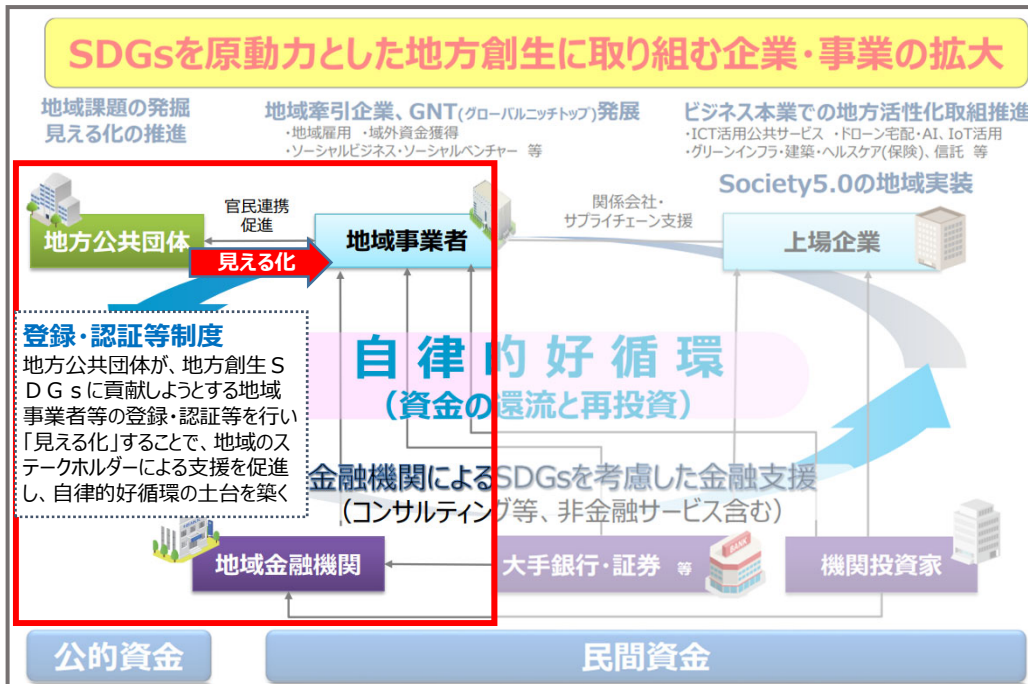 SDGsを原動力とした地方創生に取り組む企業・事業の拡大
地域課題の発掘
見える化の推進
地域牽引企業、GNT(グローバルニッチトップ)発展
・地域雇用 ・域外資金獲得
・ソーシャルビジネス・ソーシャルベンチャー 等
ビジネス本業での地方活性化取組推進
・ICT活用公共サービス ・ドローン宅配・AI、IoT活用
・グリーンインフラ・建築・ヘルスケア(保険)、信託 等
Society5.0の地域実装
地方公共団体
官民連携
促進
見える化
地域事業者
関係会社・
サプライチェーン支援
上場企業
登録・認証等制度
地方公共団体が、地方創生S
DGsに貢献しようとする地域
事業者等の登録・認証等を行い
「見える化」することで、地域のス
テークホルダーによる支援を促進
し、自律的好循環の土台を築く
自律的好循環
（資金の還流と再投資）
金融機関によるSDGsを考慮した金融支援
（コンサルティング等、非金融サービス含む）
地域金融機関
大手銀行・証券 等
BANK
機関投資家
公的資金
民間資金